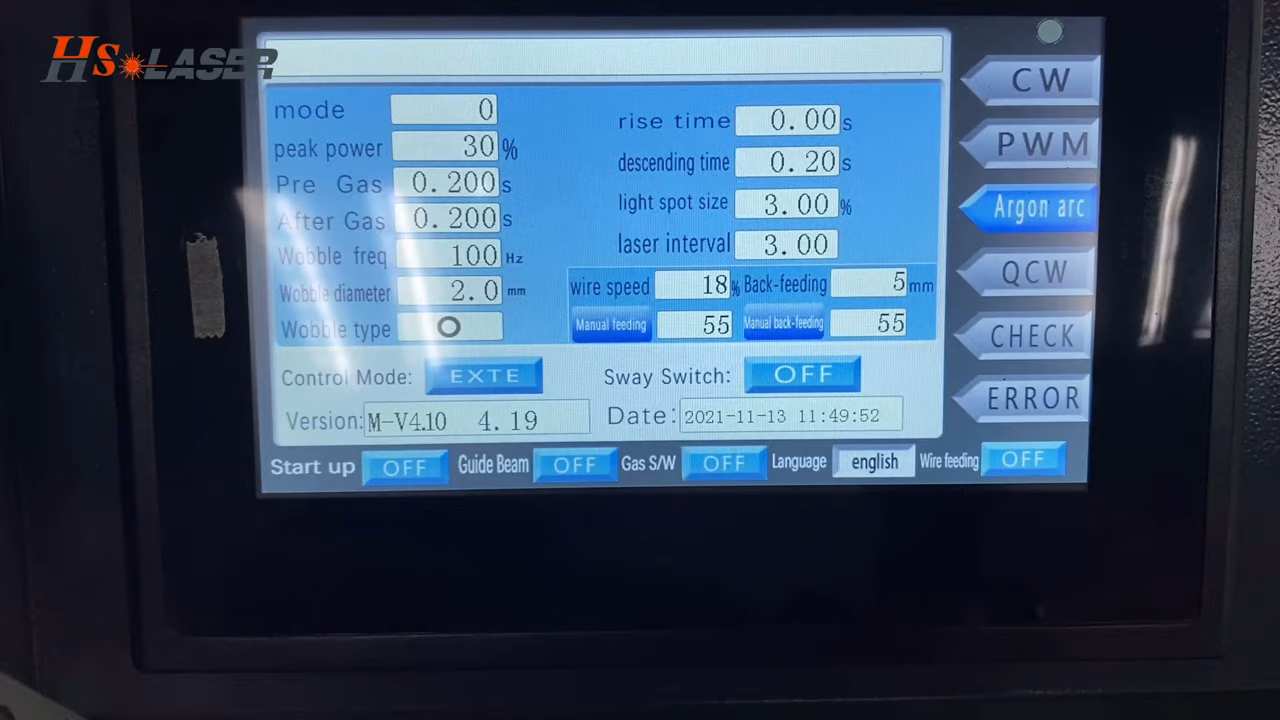 HS LASER
mode 0
peak power 30 %
Pre Gas 0.200 s
After Gas 0.200 s
Wobble freq 100 Hz
Wobble diameter 2.0 mm
Wobble type
rise time 0.00 s
descending time 0.20 s
light spot size 3.00 %
laser interval 3.00
wire speed 18 % Back-feeding 5 mm
Manual feeding 55 Manual back-feeding 55
Control Mode: EXTE Sway Switch: OFF
Version: M-V4.10 4.19 Date: 2021-11-13 11:49:52
Start up OFF Guide Beam OFF Gas S/W OFF Language english Wire feeding OFF
CW
PWM
Argon arc
QCW
CHECK
ERROR